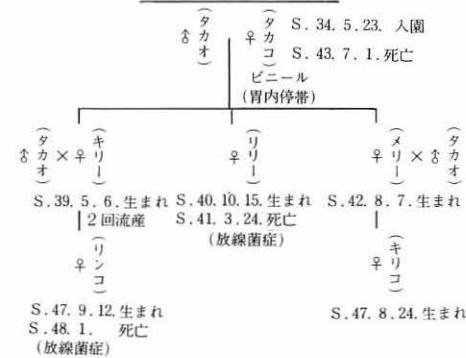 ♂ (タカオ) ♀ (タカコ) S. 34. 5. 23. 入園
S. 43. 7. 1. 死亡
ビニール
(胃内停帯)
♂ (タカオ) × ♀ (キリー) ♀ (リリー) ♀ (メリー) × ♂ (タカオ)
S. 39. 5. 6. 生まれ S. 40. 10. 15. 生まれ S. 42. 8. 7. 生まれ
2回流産 S. 41. 3. 24. 死亡
(放線菌症)
♀ (リンコ) ♀ (キリコ)
S. 47. 9. 12. 生まれ S. 47. 8. 24. 生まれ
S. 48. 1. 死亡
(放線菌症)